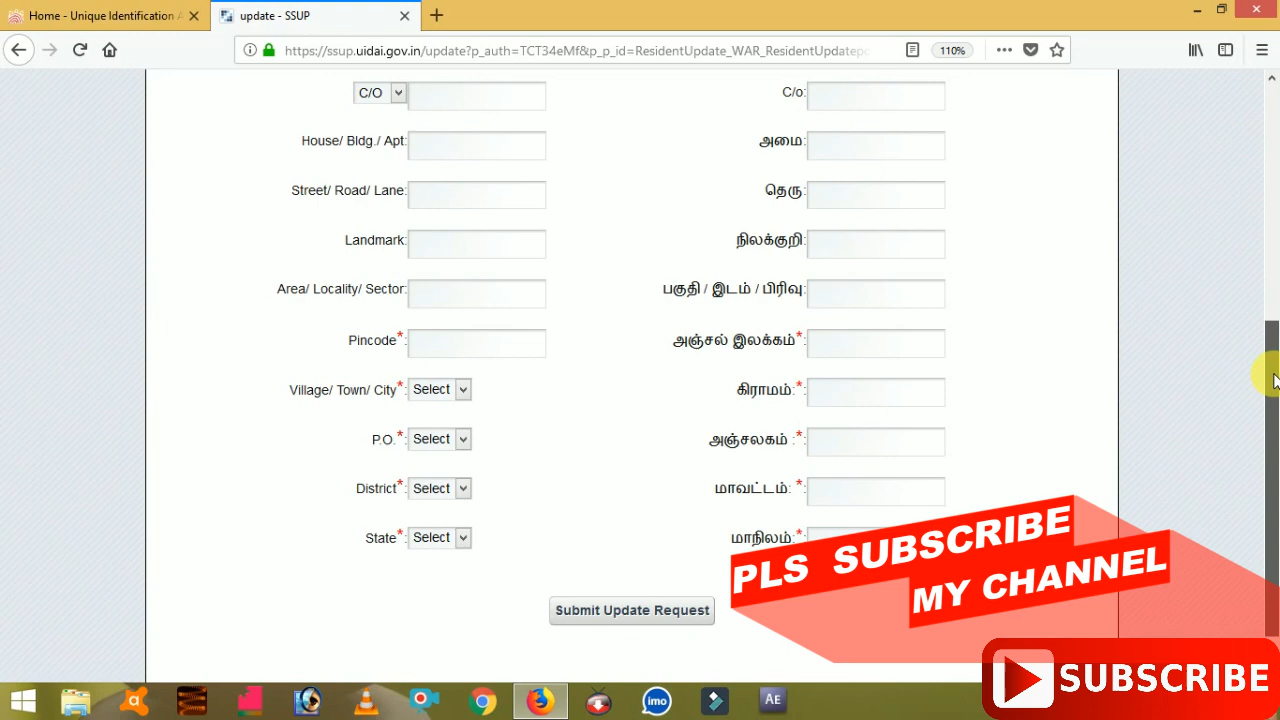 Home - Unique Identification A
update - SSUP
https://ssup.uidai.gov.in/update?p_auth=TCT34eMf&p_p_id=ResidentUpdate_WAR_ResidentUpdatepo
110%
C/O
C/o:
House/ Bldg./ Apt:
அமை:
Street/ Road/ Lane:
தெரு:
Landmark:
நிலக்குறி:
Area/ Locality/ Sector:
பகுதி / இடம் / பிரிவு:
Pincode*:
அஞ்சல் இலக்கம்*:
Village/ Town/ City*: Select
கிராமம்:*:
P.O.*: Select
அஞ்சலகம் :*:
District*: Select
மாவட்டம்: *:
State*: Select
மாநிலம்:*:
PLS SUBSCRIBE
MY CHANNEL
Submit Update Request
SUBSCRIBE
imo
AE